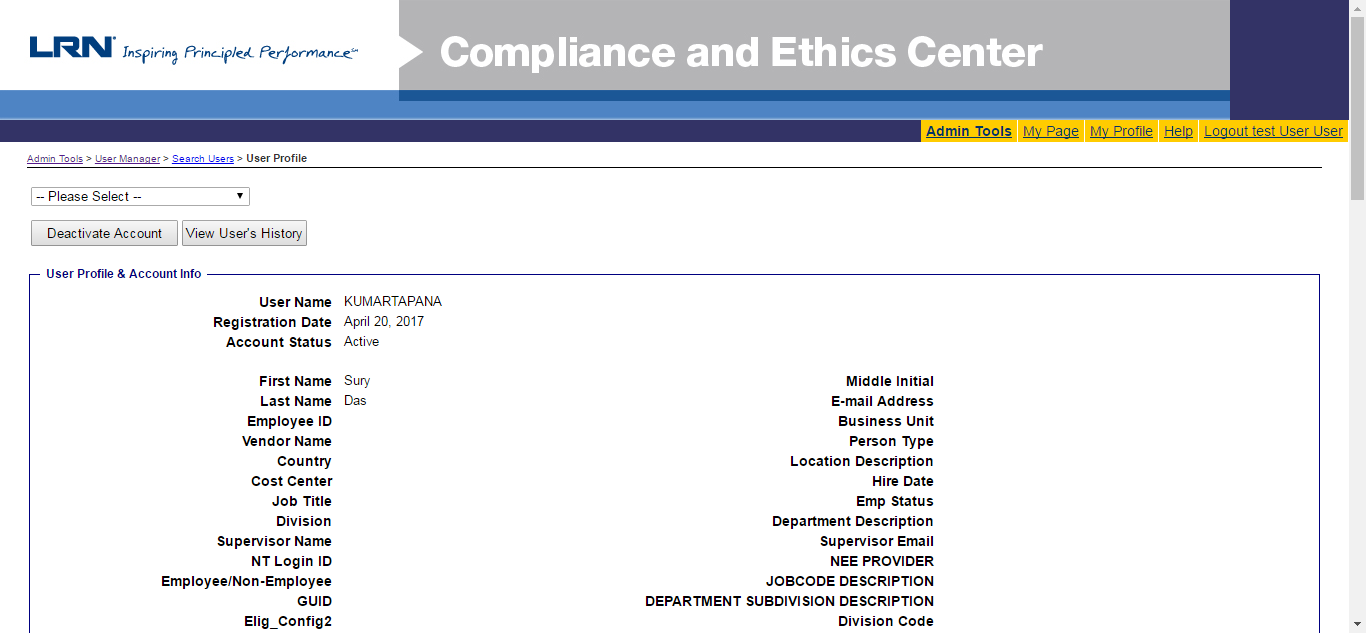 LRN Inspiring Principled Performance℠
Compliance and Ethics Center
Admin Tools My Page My Profile Help Logout test User User
Admin Tools > User Manager > Search Users > User Profile
-- Please Select --
Deactivate Account View User's History
User Profile & Account Info
User Name KUMARTAPANA
Registration Date April 20, 2017
Account Status Active
First Name Sury Middle Initial
Last Name Das E-mail Address
Employee ID Business Unit
Vendor Name Person Type
Country Location Description
Cost Center Hire Date
Job Title Emp Status
Division Department Description
Supervisor Name Supervisor Email
NT Login ID NEE PROVIDER
Employee/Non-Employee JOBCODE DESCRIPTION
GUID DEPARTMENT SUBDIVISION DESCRIPTION
Elig_Config2 Division Code